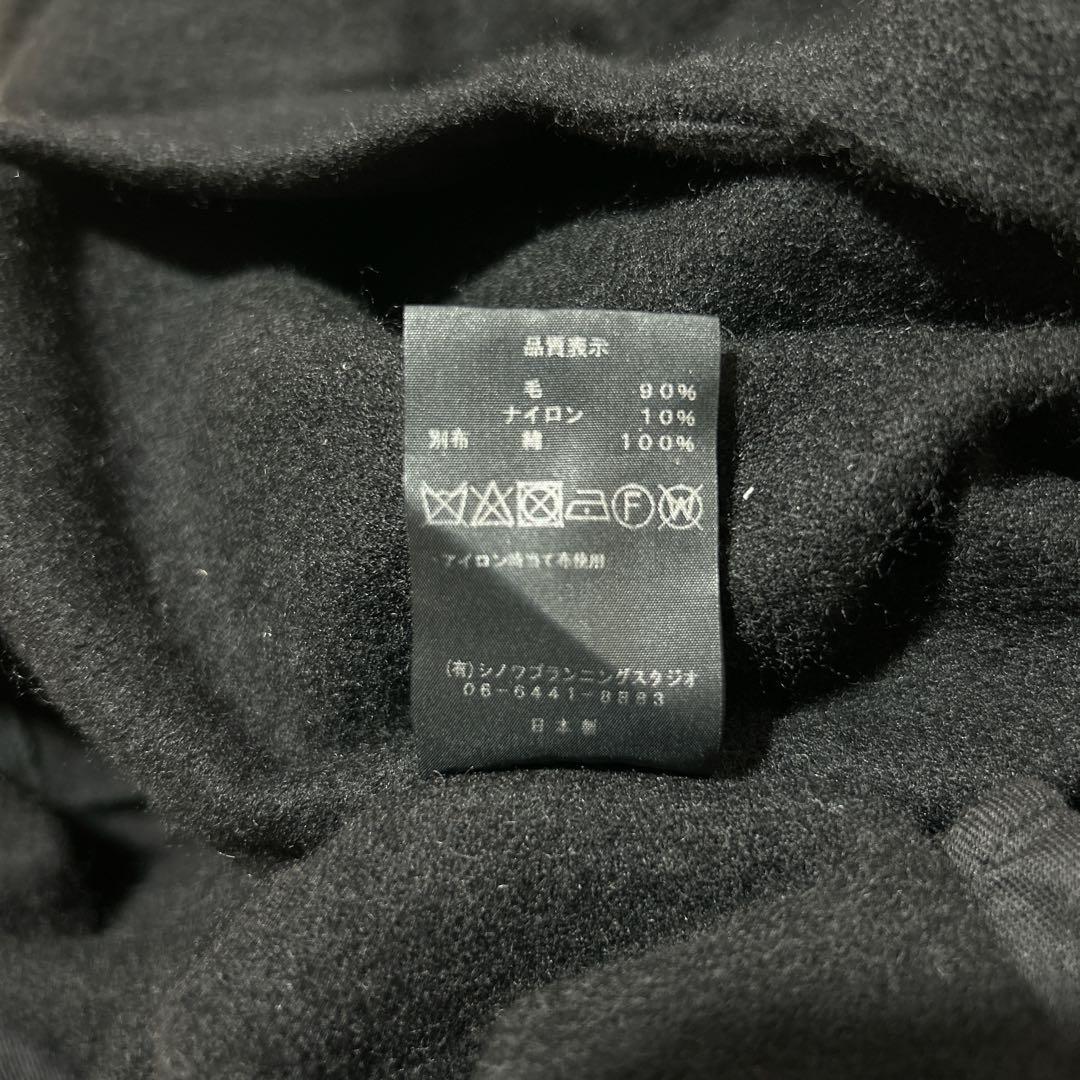 品質表示
毛 90%
ナイロン 10%
別布 綿 100%
F W
アイロン時当て布使用
(有)シノワプランニングスタジオ
06-6441-8883
日本製